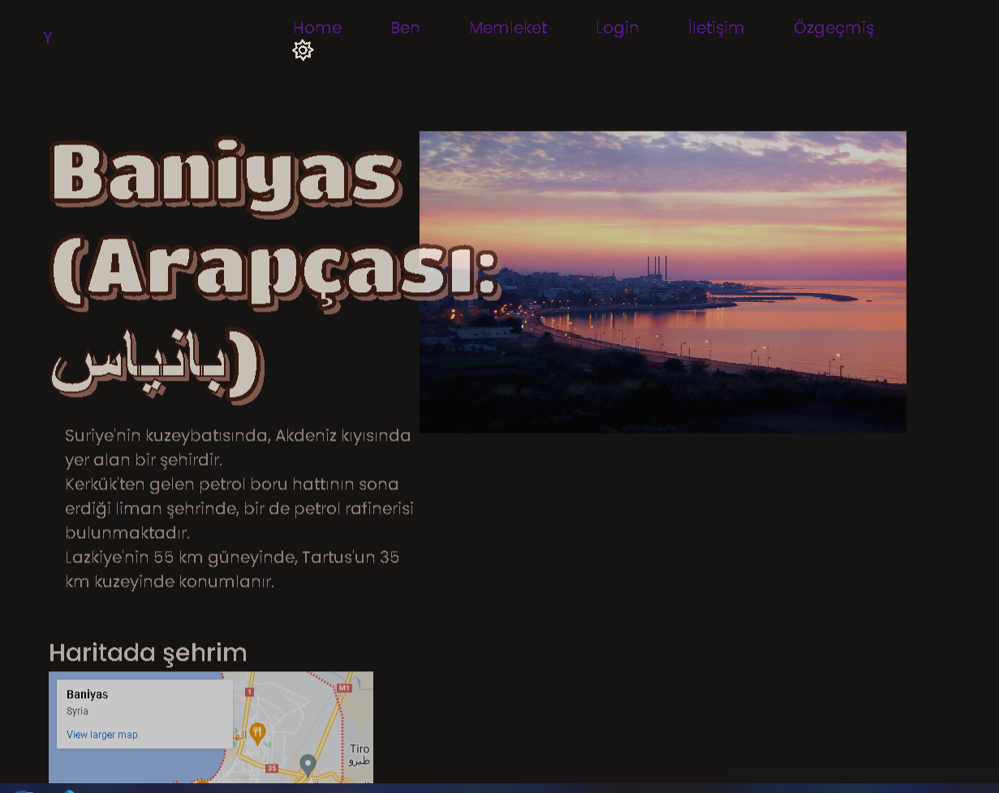 Y
Home Ben Memleket Login İletişim Özgeçmiş
Baniyas
(Arapçası:
بانياس)
Suriye'nin kuzeybatısında, Akdeniz kıyısında
yer alan bir şehirdir.
Kerkük'ten gelen petrol boru hattının sona
erdiği liman şehrinde, bir de petrol rafinerisi
bulunmaktadır.
Lazkiye'nin 55 km güneyinde, Tartus'un 35
km kuzeyinde konumlanır.
Haritada şehrim
Baniyas
Syria
View larger map
1
M1
Tiro
طيرو
35